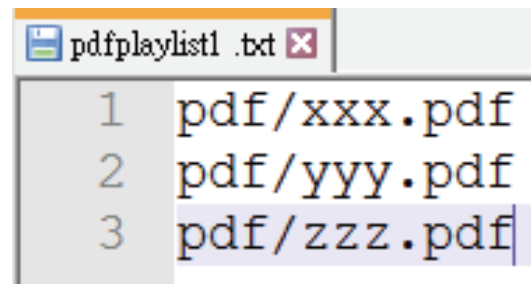 pdfplaylist1 .txt
1 pdf/xxx.pdf
2 pdf/yyy.pdf
3 pdf/zzz.pdf